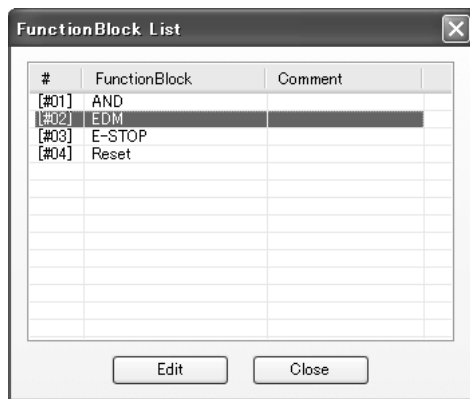 FunctionBlock List
# FunctionBlock Comment
[#01] AND
[#02] EDM
[#03] E-STOP
[#04] Reset
Edit Close